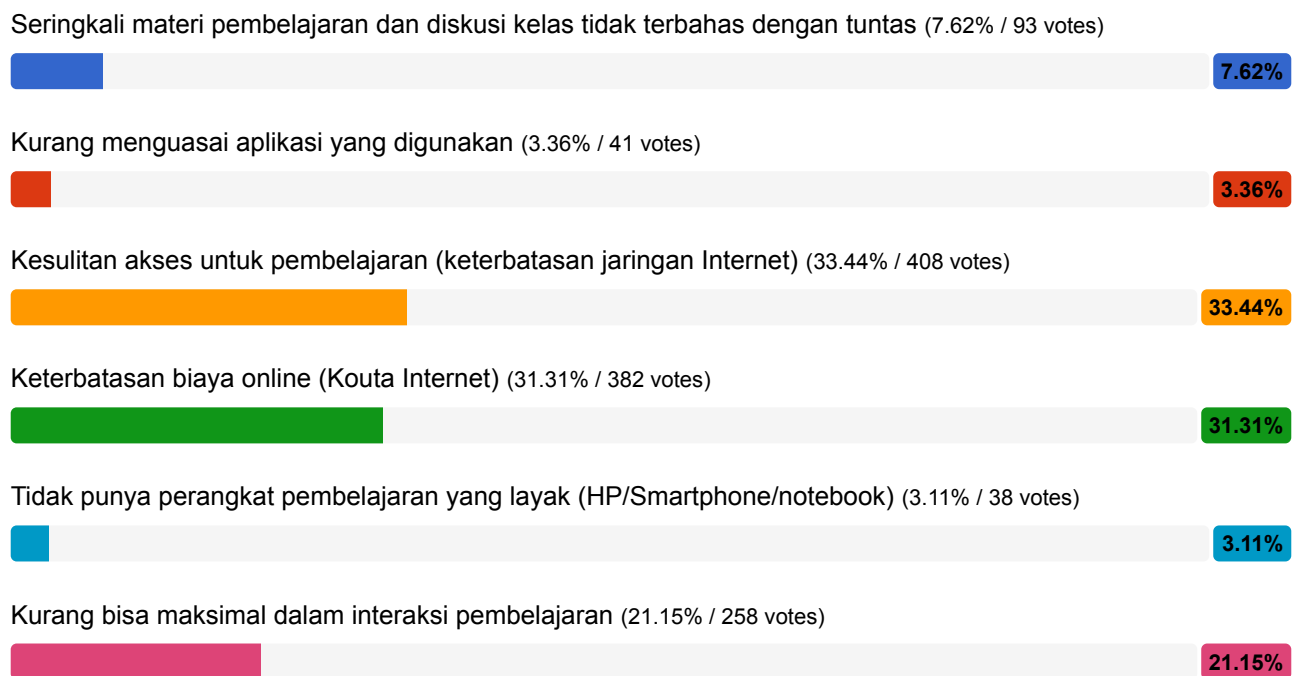 Seringkali materi pembelajaran dan diskusi kelas tidak terbahas dengan tuntas (7.62% / 93 votes)
7.62%
Kurang menguasai aplikasi yang digunakan (3.36% / 41 votes)
3.36%
Kesulitan akses untuk pembelajaran (keterbatasan jaringan Internet) (33.44% / 408 votes)
33.44%
Keterbatasan biaya online (Kouta Internet) (31.31% / 382 votes)
31.31%
Tidak punya perangkat pembelajaran yang layak (HP/Smartphone/notebook) (3.11% / 38 votes)
3.11%
Kurang bisa maksimal dalam interaksi pembelajaran (21.15% / 258 votes)
21.15%